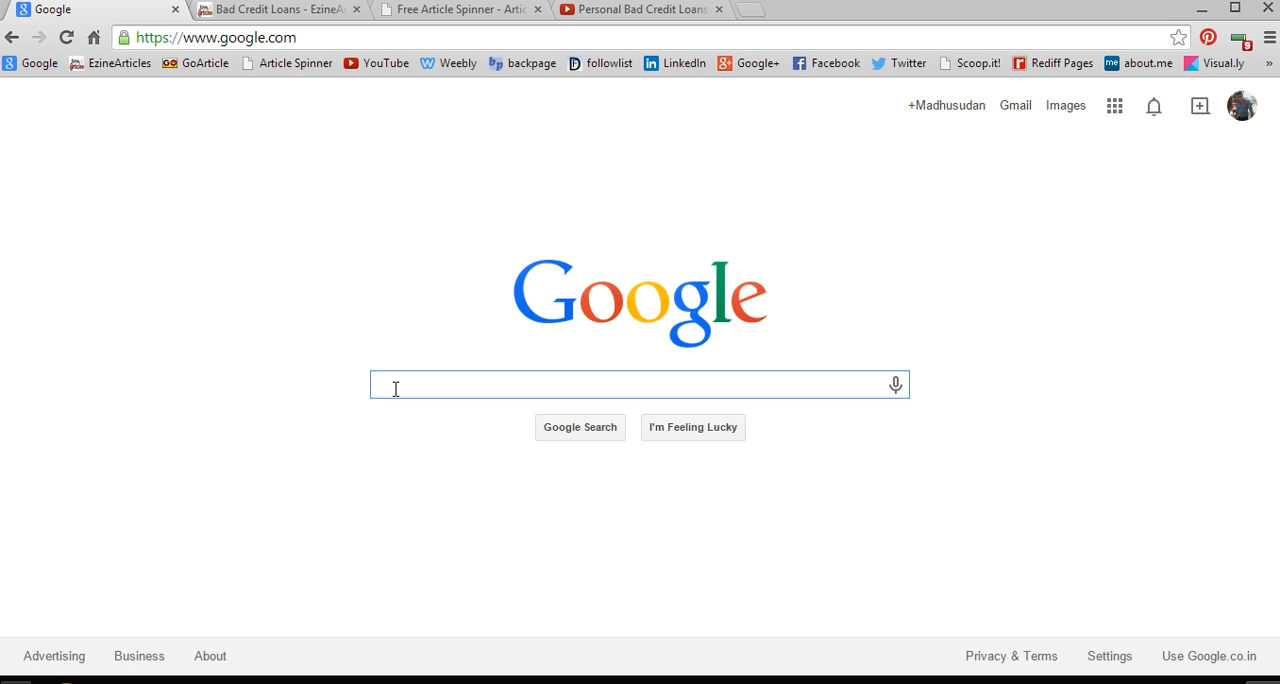 Google Bad Credit Loans - EzineA Free Article Spinner - Artic Personal Bad Credit Loans
https://www.google.com
Google EzineArticles GoArticle Article Spinner YouTube Weebly backpage followlist LinkedIn Google+ Facebook Twitter Scoop.it! Rediff Pages about.me Visual.ly »
+Madhusudan Gmail Images
Google
Google Search I'm Feeling Lucky
Advertising Business About Privacy & Terms Settings Use Google.co.in